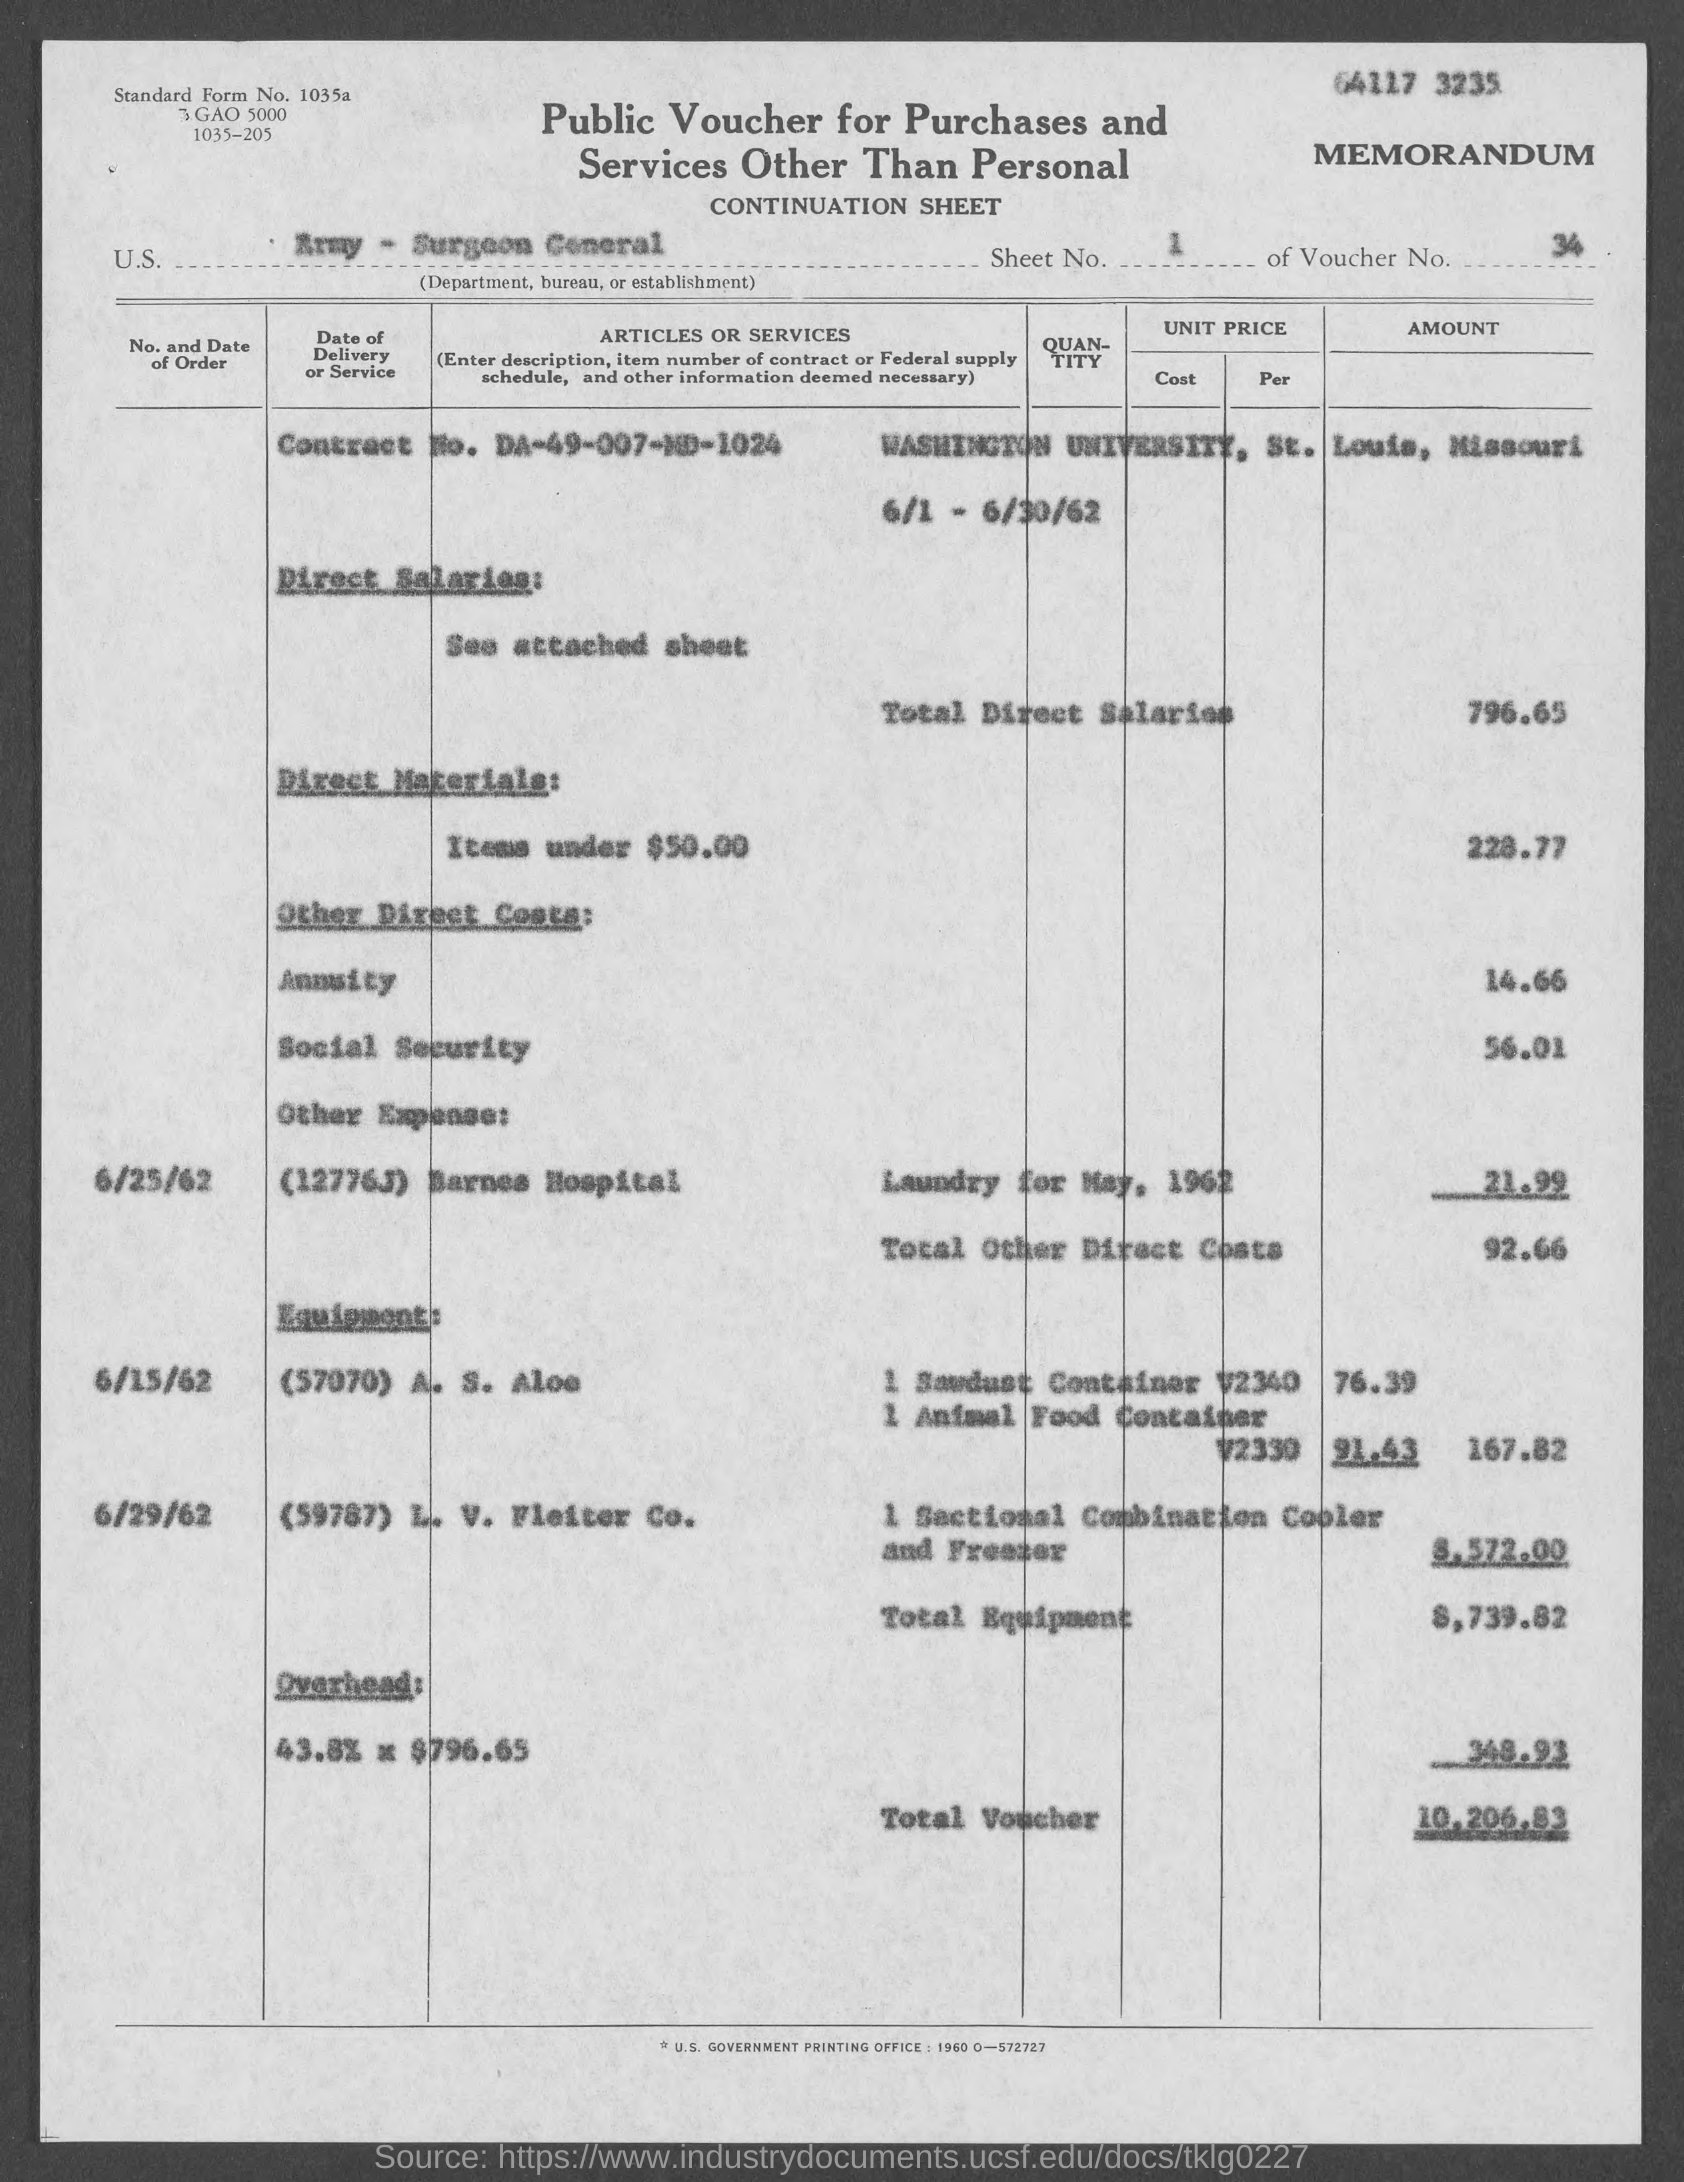 Standard Form No. 1035a
GAO 5000
1035-205
64117 3235
Public Voucher for Purchases and
Services Other Than Personal
CONTINUATION SHEET
MEMORANDUM
U.S. Army - Surgeon General Sheet No. 1 of Voucher No. 34
(Department, bureau, or establishment)
No. and Date of Order
Date of Delivery or Service
ARTICLES OR SERVICES
(Enter description, item number of contract or Federal supply
schedule, and other information deemed necessary)
QUAN-
TITY
UNIT PRICE
Cost Per
AMOUNT
Contract No. DA-49-007-MD-1024 WASHINGTON UNIVERSITY, St. Louis, Missouri
6/1 - 6/30/62
Direct Salaries:
See attached sheet
Total Direct Salaries 796.65
Direct Materials:
Items under $50.00 228.77
Other Direct Costs:
Annuity 14.66
Social Security 56.01
Other Expense:
6/25/62 (12776J) Barnes Hospital Laundry for May, 1962 21.99
Total Other Direct Costs 92.66
Equipment:
6/15/62 (57070) A. S. Aloe 1 Sawdust Container V2340 76.39
1 Animal Food Container
V2330 91.43 167.82
6/29/62 (59787) L. V. Fleiter Co. 1 Sectional Combination Cooler
and Freezer 8,572.00
Total Equipment 8,739.82
Overhead:
43.8% x $796.65 348.93
Total Voucher 10,206.83
☆ U.S. GOVERNMENT PRINTING OFFICE : 1960 O—572727
Source: https://www.industrydocuments.ucsf.edu/docs/tklg0227